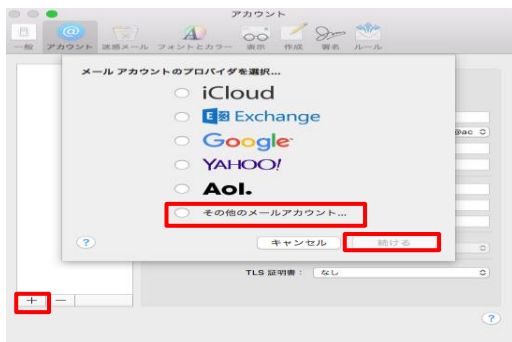 アカウント
一般 アカウント 迷惑メール フォントとカラー 表示 作成 署名 ルール
メール アカウントのプロバイダを選択...
iCloud
E Exchange
Google
YAHOO!
Aol.
その他のメールアカウント...
@ac
? キャンセル 続ける
TLS 証明書： なし
+ −
?